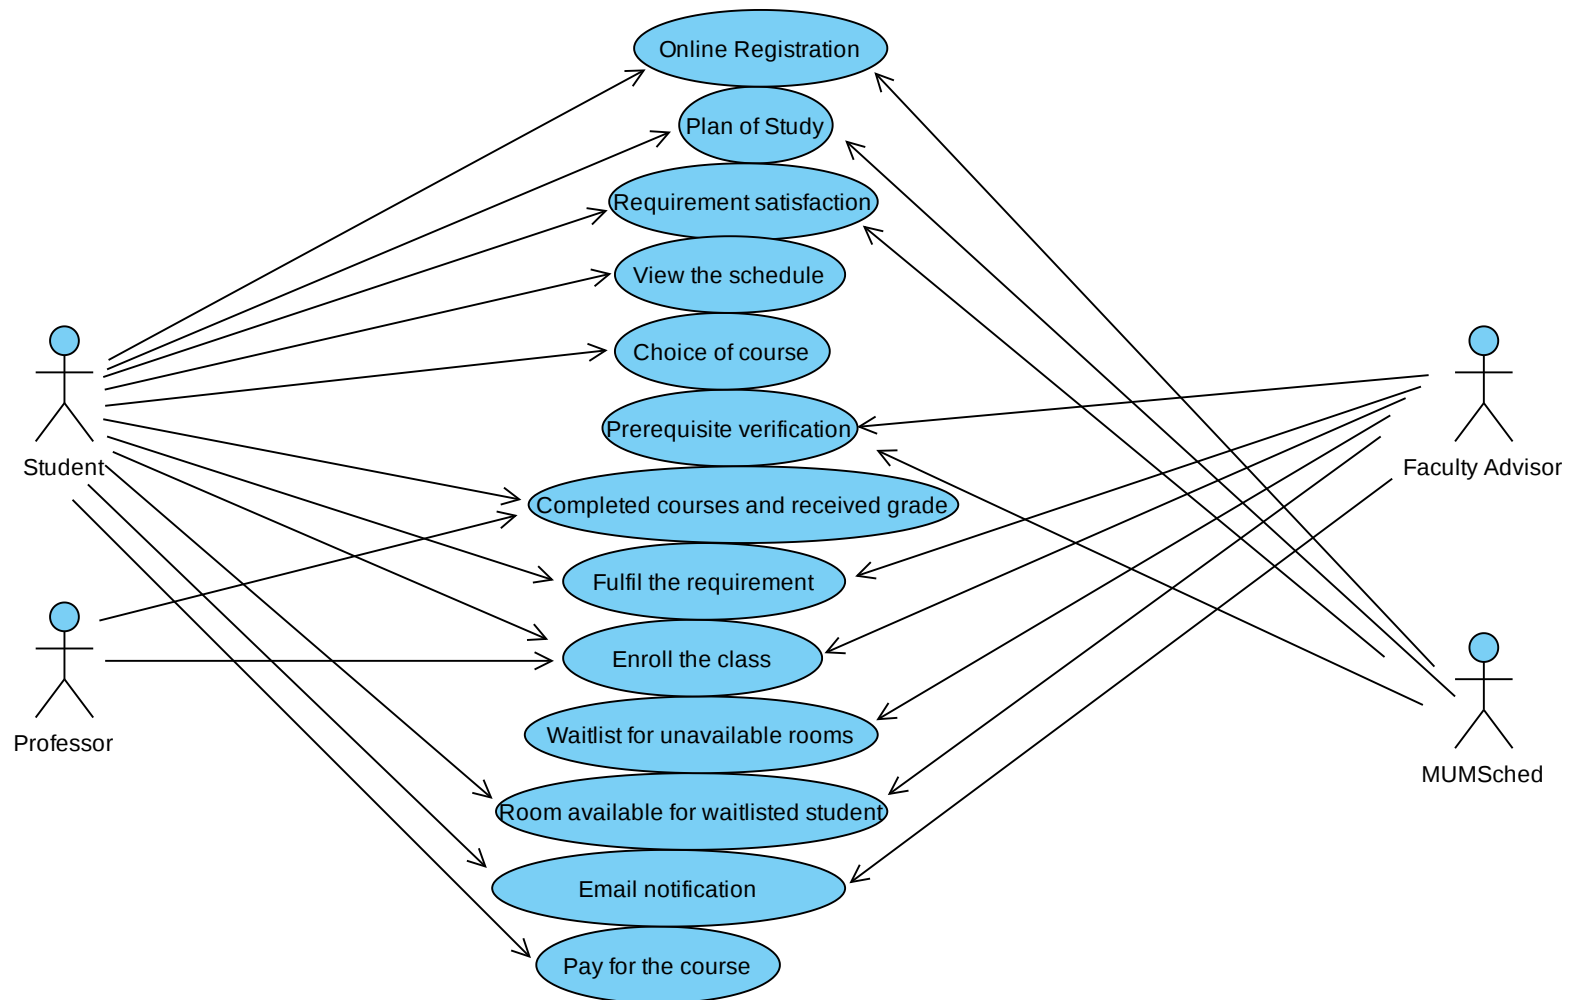 Online Registration
Plan of Study
Requirement satisfaction
View the schedule
Choice of course
Prerequisite verification
Student
Faculty Advisor
Completed courses and received grade
Fulfil the requirement
Enroll the class
Waitlist for unavailable rooms
Professor
MUMSched
Room available for waitlisted student
Email notification
Pay for the course